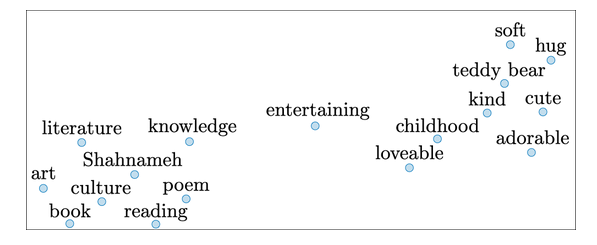 soft
hug
teddy bear
kind
cute
entertaining
childhood
literature
knowledge
adorable
loveable
Shahnameh
art
culture
poem
book
reading